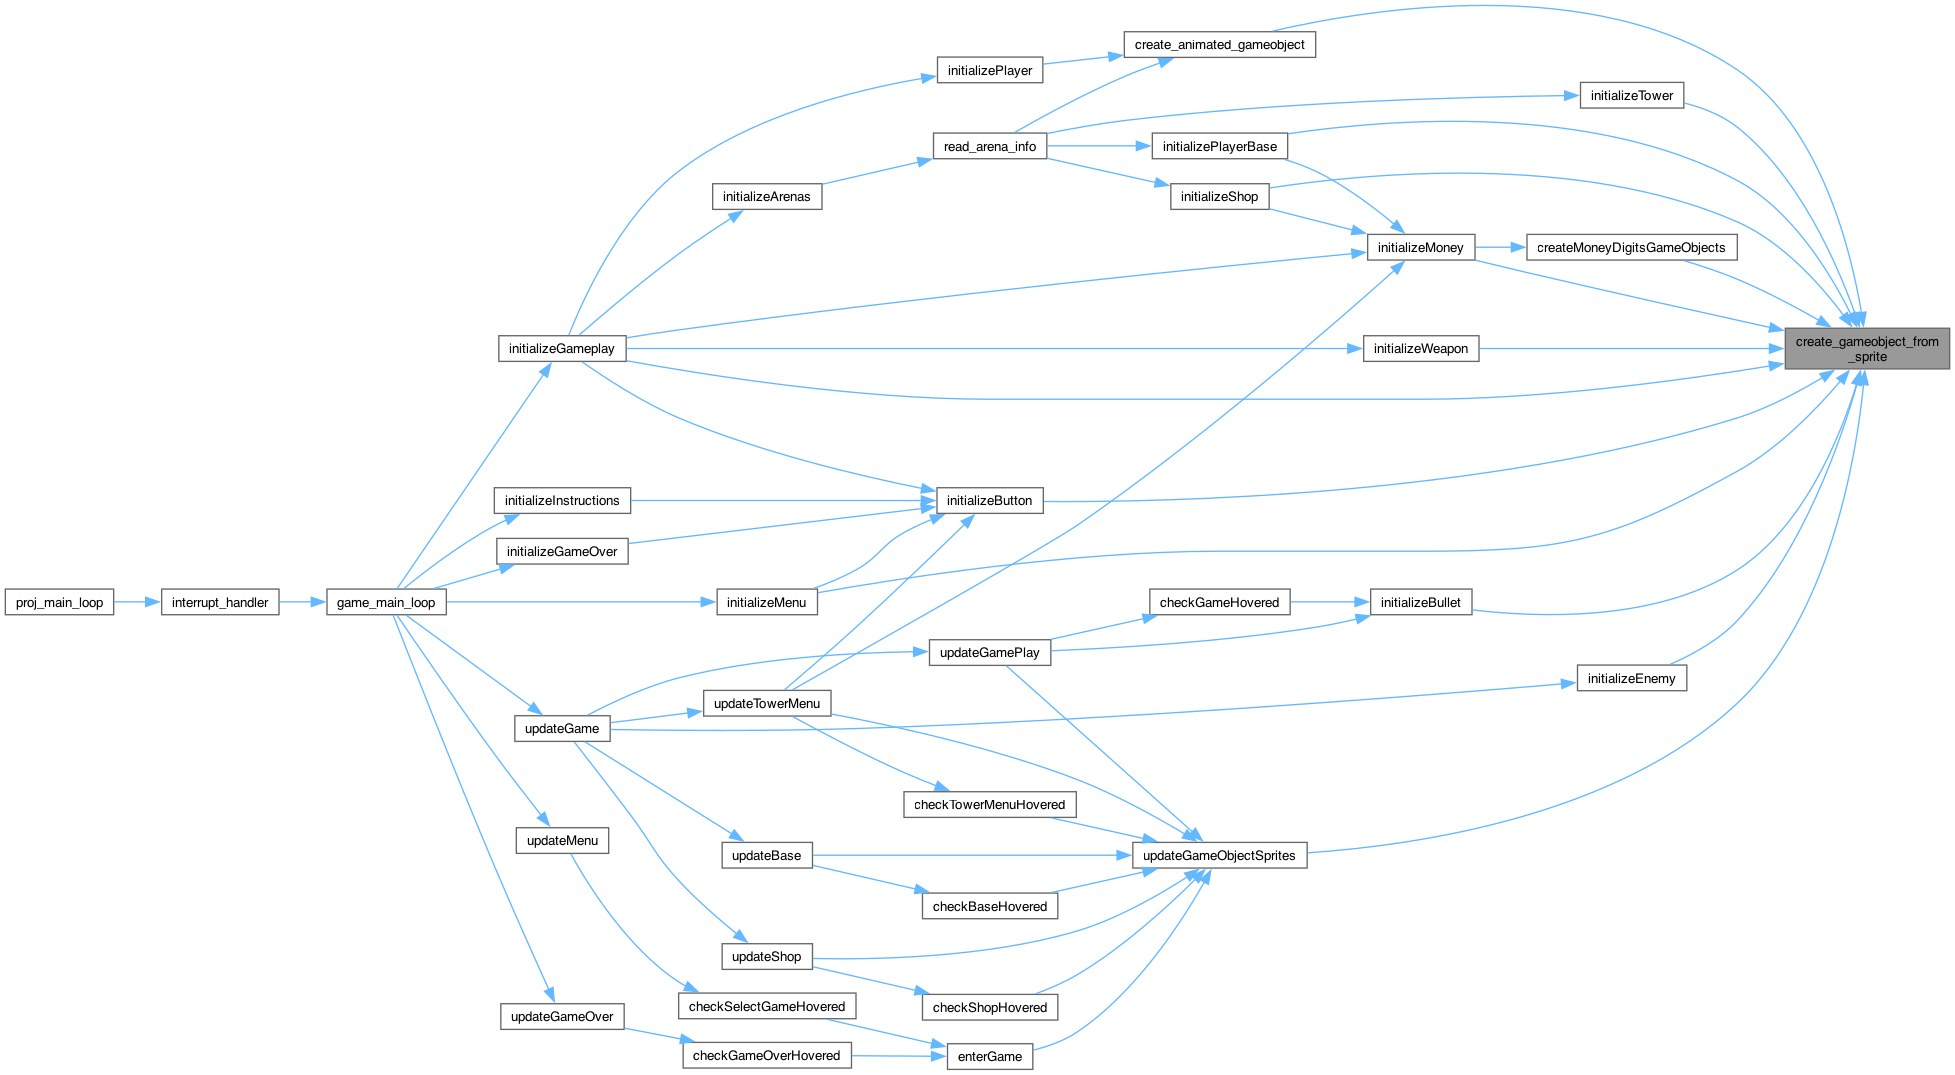 create_animated_gameobject
initializePlayer
initializeTower
read_arena_info
initializePlayerBase
initializeArenas
initializeShop
initializeMoney
createMoneyDigitsGameObjects
create_gameobject_from
_sprite
initializeGameplay
initializeWeapon
initializeInstructions
initializeButton
initializeGameOver
proj_main_loop
interrupt_handler
game_main_loop
initializeMenu
checkGameHovered
initializeBullet
updateGamePlay
initializeEnemy
updateTowerMenu
updateGame
checkTowerMenuHovered
updateMenu
updateBase
updateGameObjectSprites
checkBaseHovered
updateShop
checkSelectGameHovered
checkShopHovered
updateGameOver
checkGameOverHovered
enterGame